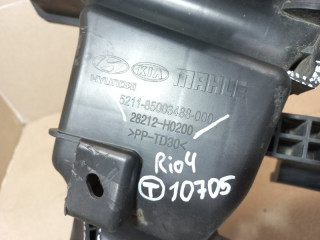 HYUNDAI KIA MAHLE
5211-85003488-000
28212-H0200
>PP-TD30<
Rio4
T 10705